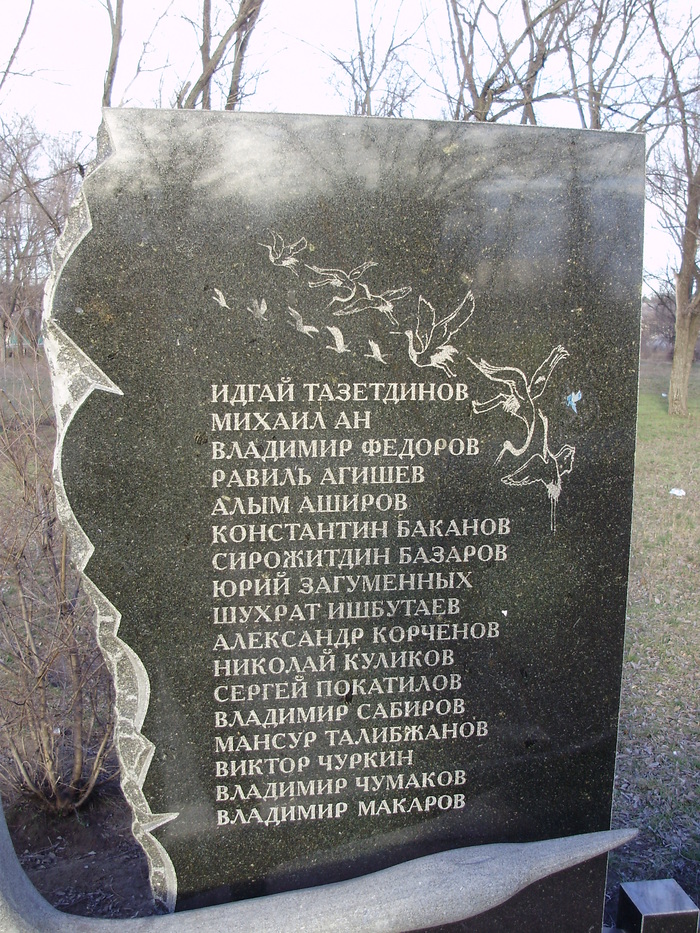 ИДГАЙ ТАЗЕТДИНОВ
МИХАИЛ АН
ВЛАДИМИР ФЕДОРОВ
РАВИЛЬ АГИШЕВ
АЛЫМ АШИРОВ
КОНСТАНТИН БАКАНОВ
СИРОЖИТДИН БАЗАРОВ
ЮРИЙ ЗАГУМЕННЫХ
ШУХРАТ ИШБУТАЕВ
АЛЕКСАНДР КОРЧЕНОВ
НИКОЛАЙ КУЛИКОВ
СЕРГЕЙ ПОКАТИЛОВ
ВЛАДИМИР САБИРОВ
МАНСУР ТАЛИБЖАНОВ
ВИКТОР ЧУРКИН
ВЛАДИМИР ЧУМАКОВ
ВЛАДИМИР МАКАРОВ